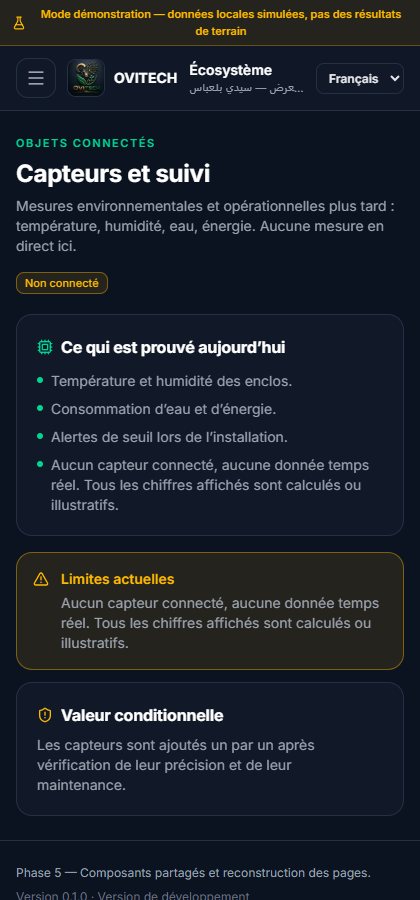 Mode démonstration — données locales simulées, pas des résultats
de terrain
OVITECH
Écosystème
Français
OBJETS CONNECTÉS
Capteurs et suivi
Mesures environnementales et opérationnelles plus tard :
température, humidité, eau, énergie. Aucune mesure en
direct ici.
Non connecté
Ce qui est prouvé aujourd’hui
Température et humidité des enclos.
Consommation d’eau et d’énergie.
Alertes de seuil lors de l’installation.
Aucun capteur connecté, aucune donnée temps
réel. Tous les chiffres affichés sont calculés ou
illustratifs.
Limites actuelles
Aucun capteur connecté, aucune donnée temps
réel. Tous les chiffres affichés sont calculés ou
illustratifs.
Valeur conditionnelle
Les capteurs sont ajoutés un par un après
vérification de leur précision et de leur
maintenance.
Phase 5 — Composants partagés et reconstruction des pages.
Version 0.1.0 · Version de développement